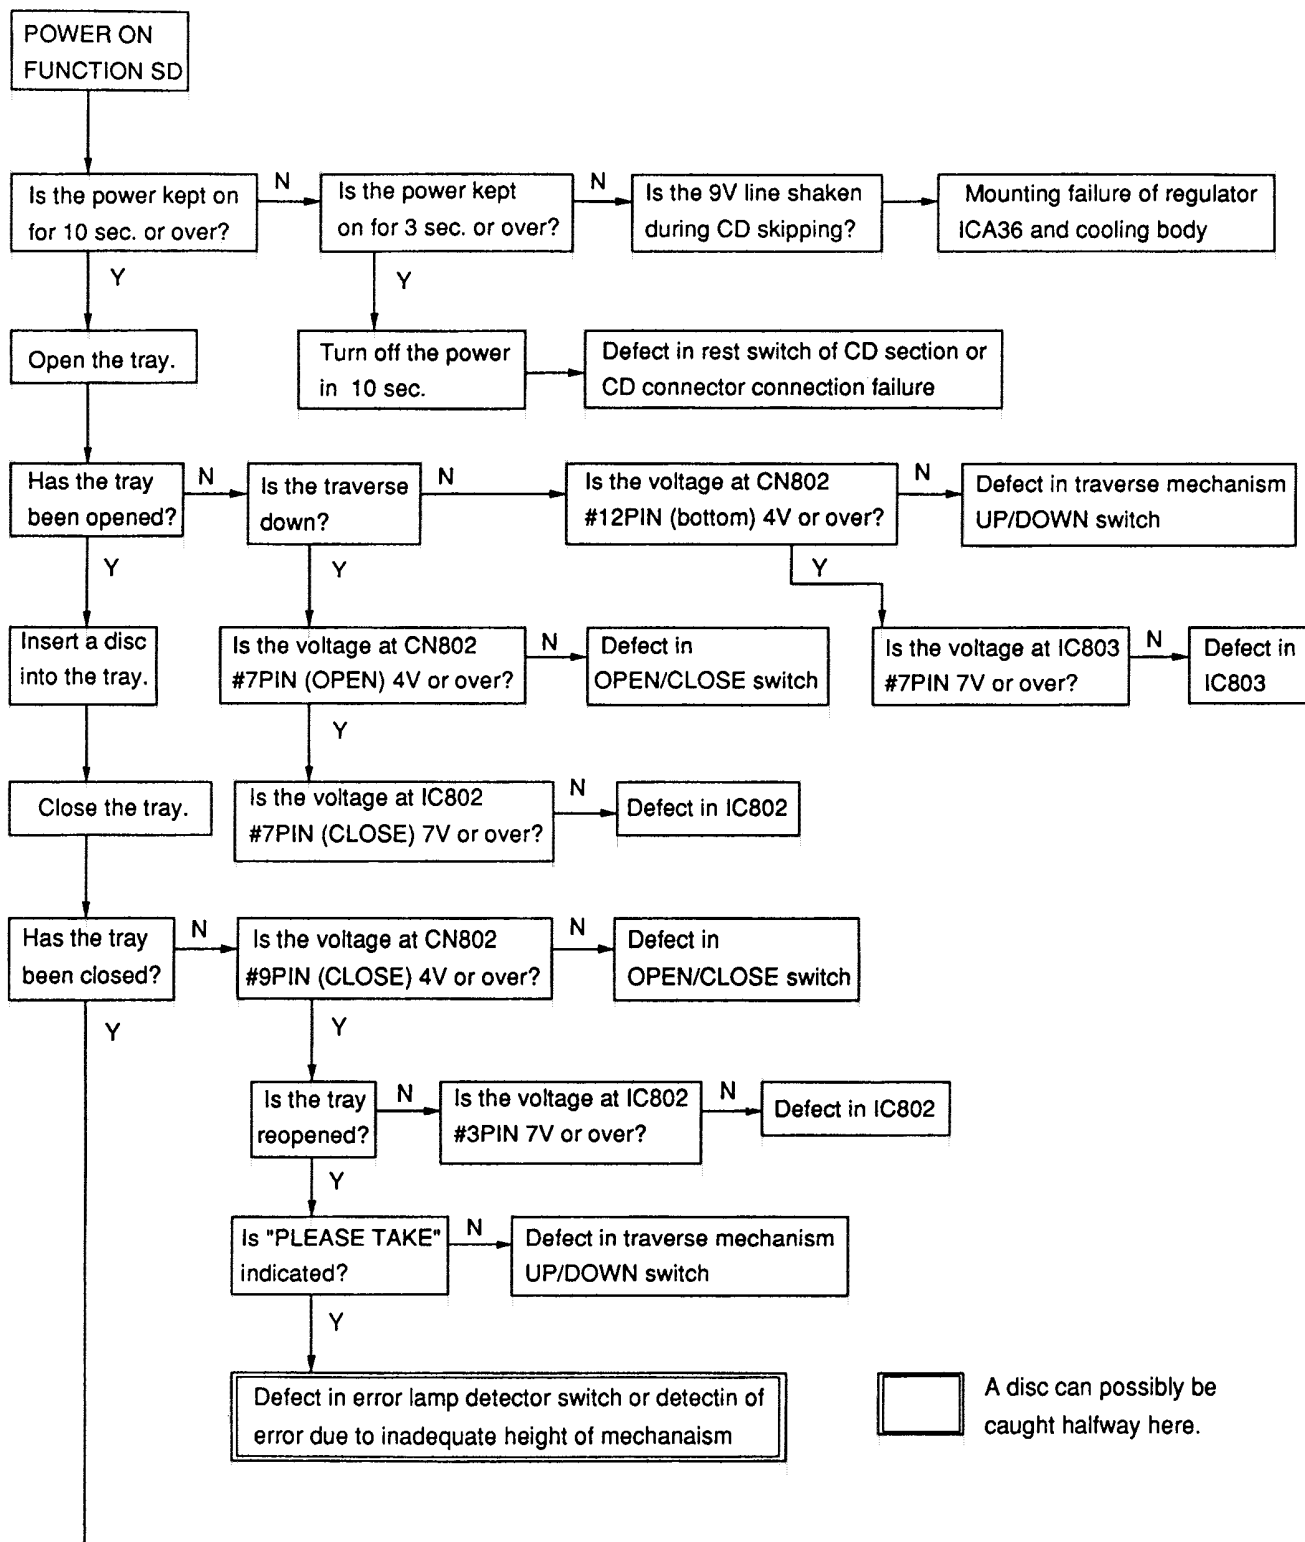 POWER ON
FUNCTION SD
Is the power kept on
for 10 sec. or over?
N
Is the power kept
on for 3 sec. or over?
N
Is the 9V line shaken
during CD skipping?
Mounting failure of regulator
ICA36 and cooling body
Y
Y
Open the tray.
Turn off the power
in 10 sec.
Defect in rest switch of CD section or
CD connector connection failure
Has the tray
been opened?
N
Is the traverse
down?
N
Is the voltage at CN802
#12PIN (bottom) 4V or over?
N
Defect in traverse mechanism
UP/DOWN switch
Y
Y
Y
Insert a disc
into the tray.
Is the voltage at CN802
#7PIN (OPEN) 4V or over?
N
Defect in
OPEN/CLOSE switch
Is the voltage at IC803
#7PIN 7V or over?
N
Defect in
IC803
Y
Close the tray.
Is the voltage at IC802
#7PIN (CLOSE) 7V or over?
N
Defect in IC802
Has the tray
been closed?
N
Is the voltage at CN802
#9PIN (CLOSE) 4V or over?
N
Defect in
OPEN/CLOSE switch
Y
Y
Is the tray
reopened?
N
Is the voltage at IC802
#3PIN 7V or over?
N
Defect in IC802
Y
Is "PLEASE TAKE"
indicated?
N
Defect in traverse mechanism
UP/DOWN switch
Y
Defect in error lamp detector switch or detectin of
error due to inadequate height of mechanaism
A disc can possibly be
caught halfway here.